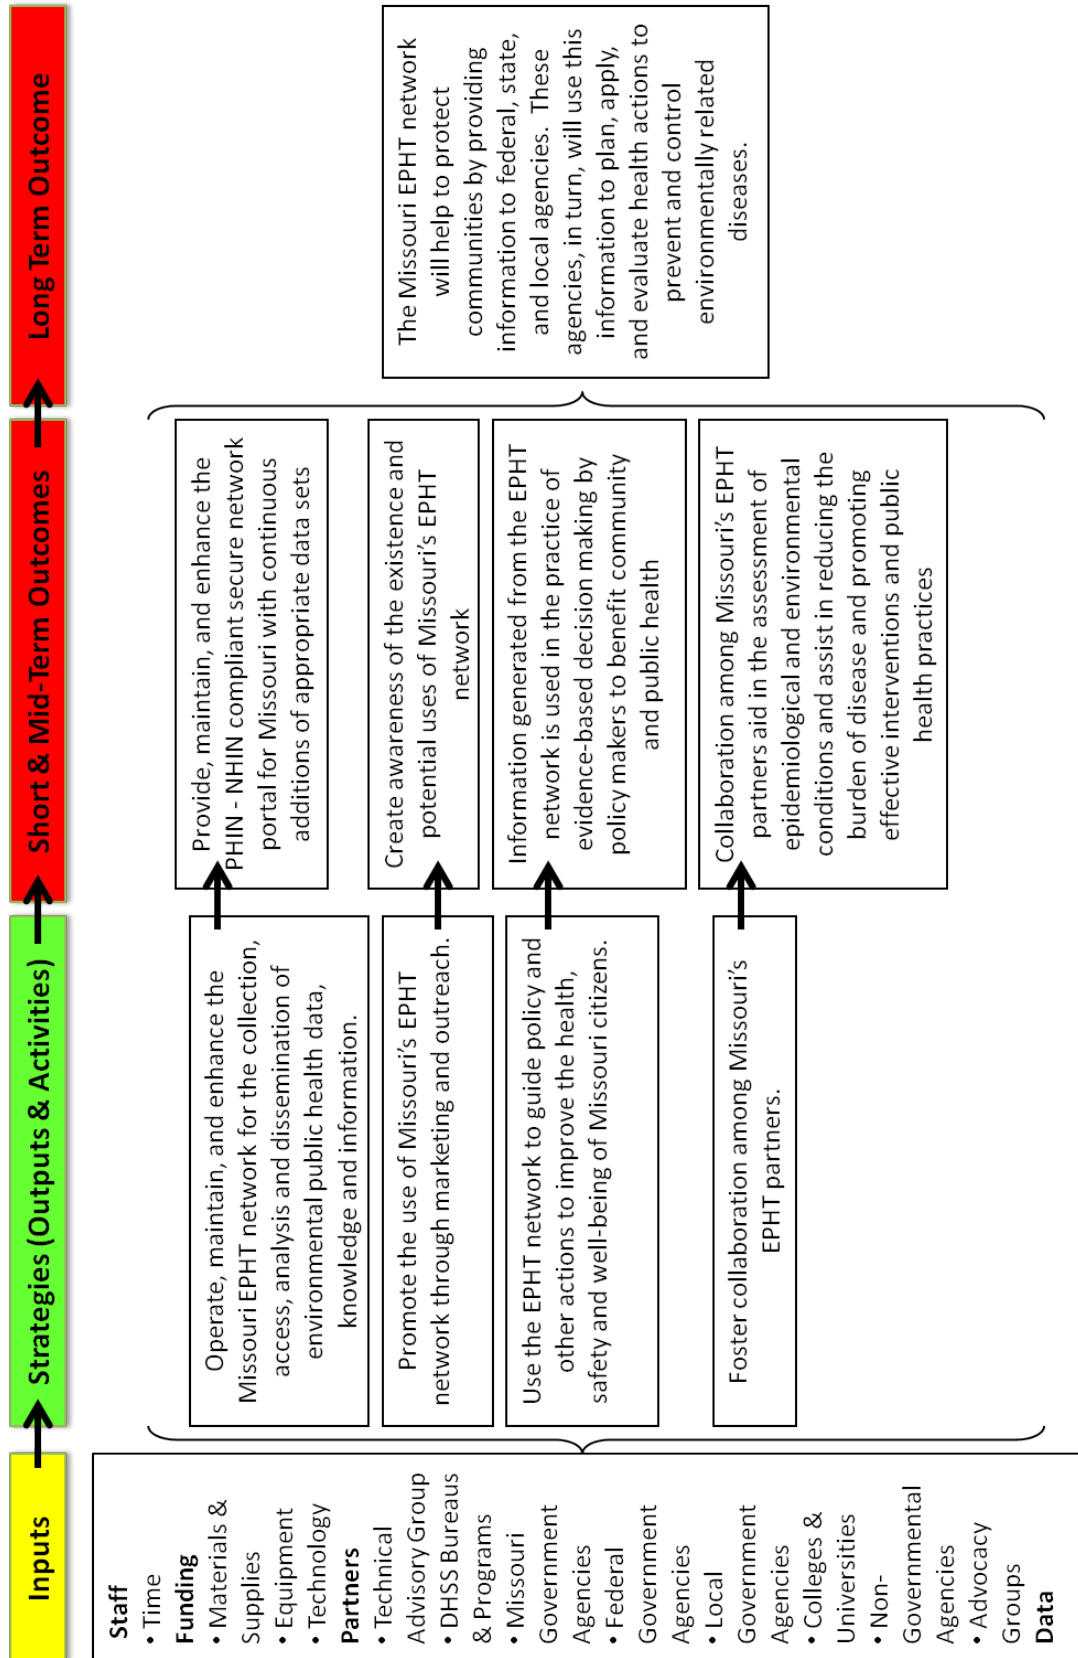 Inputs
Strategies (Outputs & Activities)
Short & Mid-Term Outcomes
Long Term Outcome
Staff
• Time
Funding
• Materials &
Supplies
• Equipment
• Technology
Partners
• Technical
Advisory Group
• DHSS Bureaus
& Programs
• Missouri
Government
Agencies
• Federal
Government
Agencies
• Local
Government
Agencies
• Colleges &
Universities
• Non-
Governmental
Agencies
• Advocacy
Groups
Data
Operate, maintain, and enhance the
Missouri EPHT network for the collection,
access, analysis and dissemination of
environmental public health data,
knowledge and information.
Promote the use of Missouri's EPHT
network through marketing and outreach.
Use the EPHT network to guide policy and
other actions to improve the health,
safety and well-being of Missouri citizens.
Foster collaboration among Missouri's
EPHT partners.
Provide, maintain, and enhance the
PHIN - NHIN compliant secure network
portal for Missouri with continuous
additions of appropriate data sets
Create awareness of the existence and
potential uses of Missouri's EPHT
network
Information generated from the EPHT
network is used in the practice of
evidence-based decision making by
policy makers to benefit community
and public health
Collaboration among Missouri's EPHT
partners aid in the assessment of
epidemiological and environmental
conditions and assist in reducing the
burden of disease and promoting
effective interventions and public
health practices
The Missouri EPHT network
will help to protect
communities by providing
information to federal, state,
and local agencies.  These
agencies, in turn, will use this
information to plan, apply,
and evaluate health actions to
prevent and control
environmentally related
diseases.